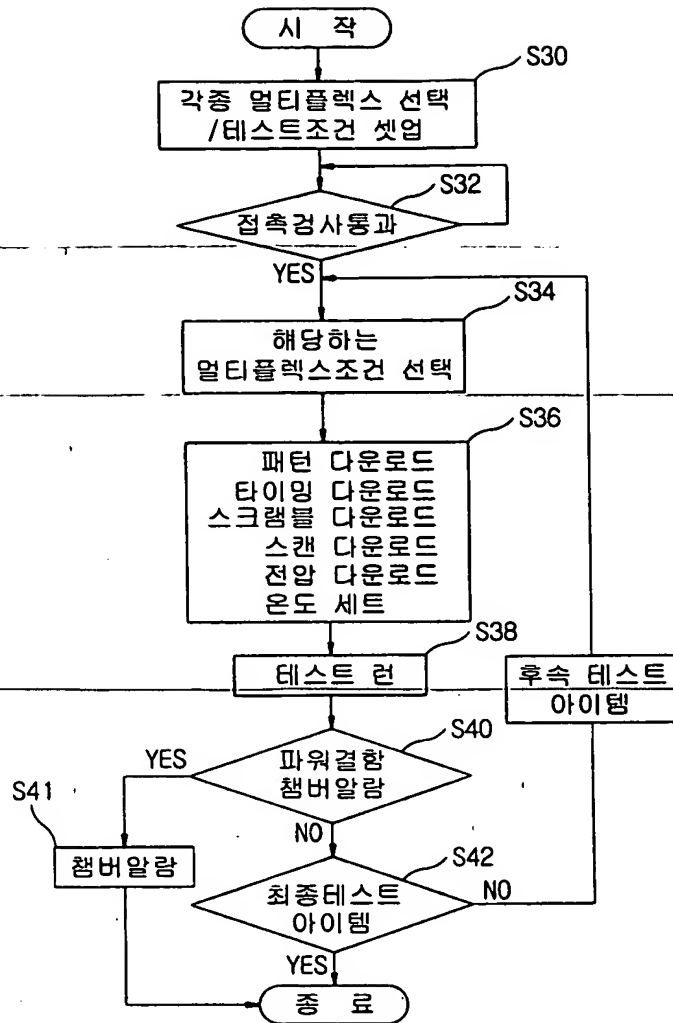 시 작
S30
각종 멀티플렉스 선택
/테스트조건 셋업
S32
접촉검사통과
YES
S34
해당하는
멀티플렉스조건 선택
S36
패턴 다운로드
타이밍 다운로드
스크램블 다운로드
스캔 다운로드
전압 다운로드
온도 세트
S38
테스트 런
후속 테스트
아이템
S40
YES
파워결함
챔버알람
S41
NO
챔버알람
S42
최종테스트
아이템
NO
YES
종 료